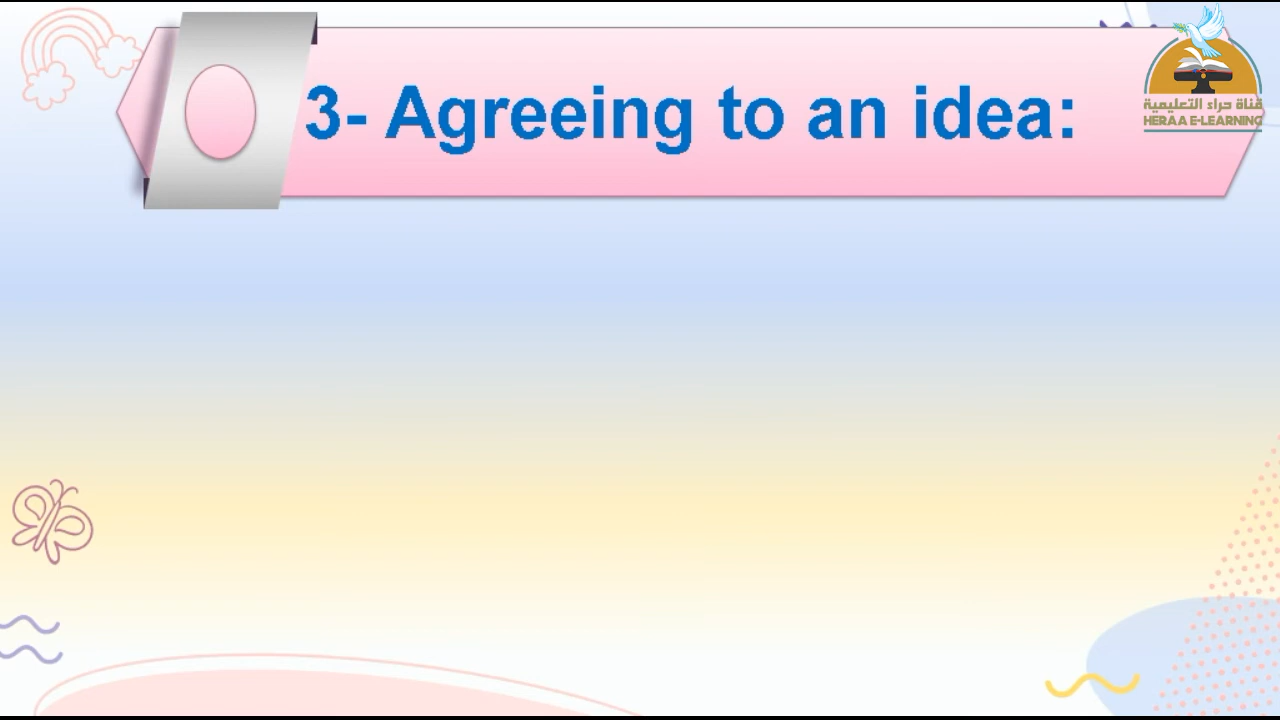 3- Agreeing to an idea:
قناة حراء التعليمية
HERAA E-LEARNING